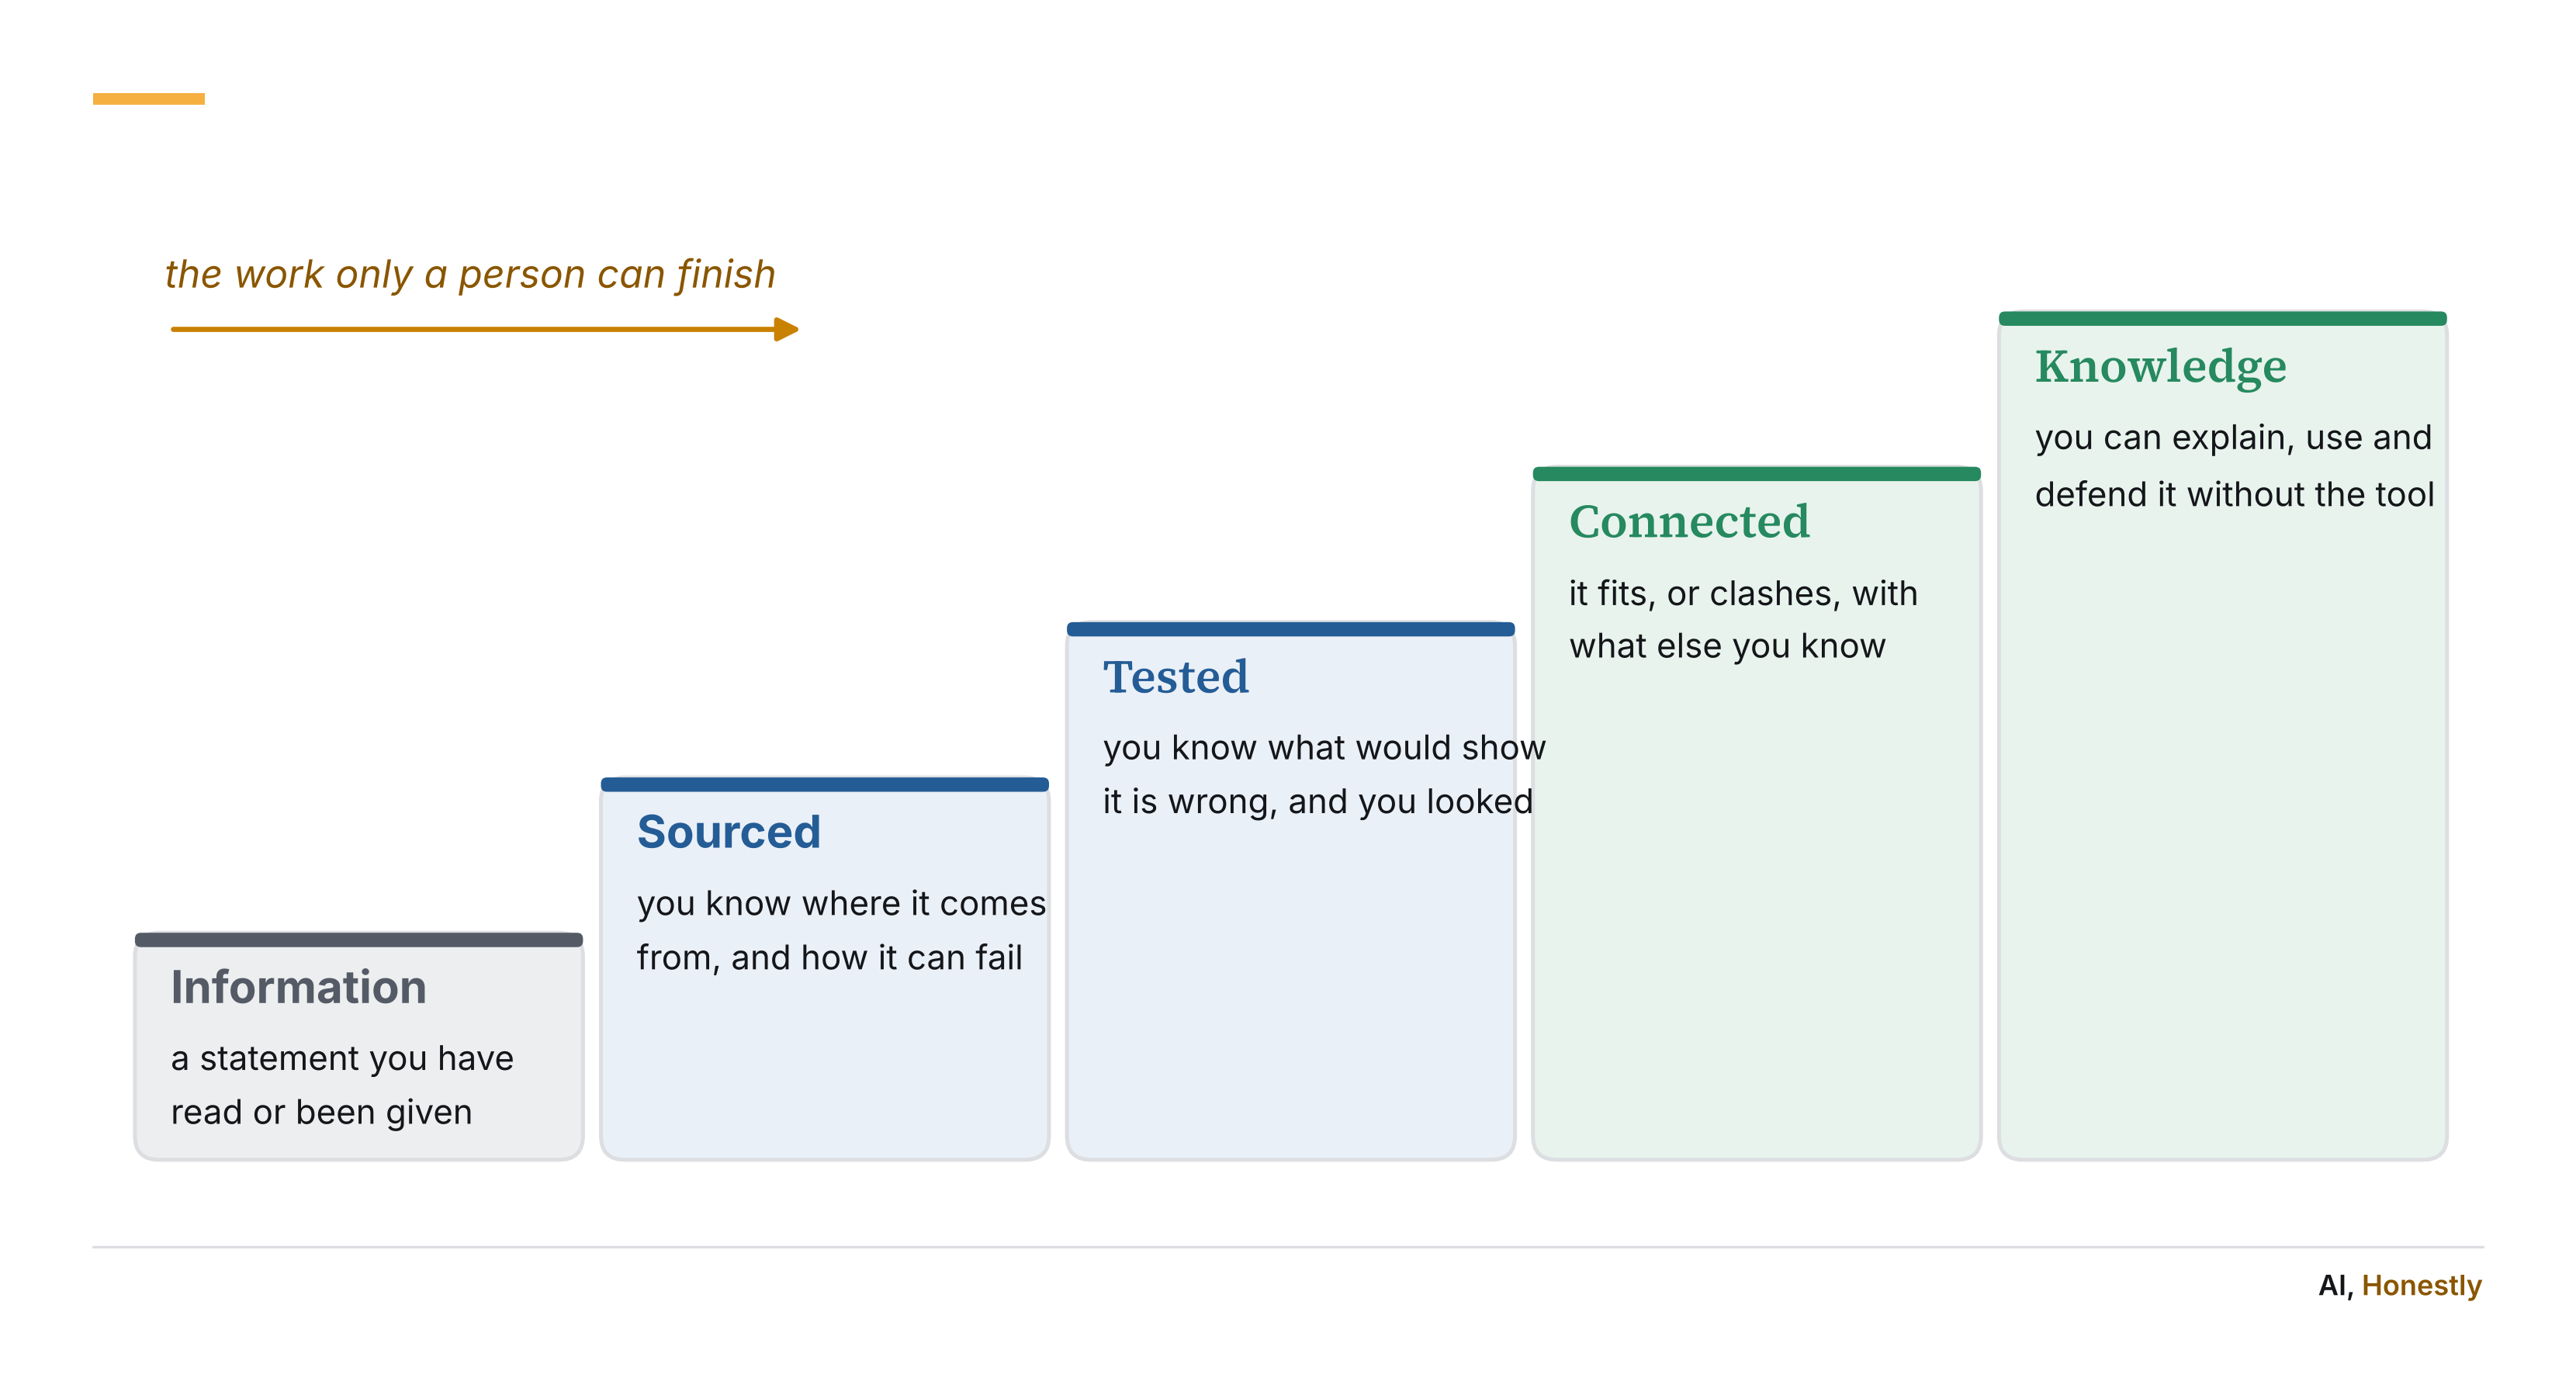 the work only a person can finish
Information
a statement you have
read or been given
Sourced
you know where it comes
from, and how it can fail
Tested
you know what would show
it is wrong, and you looked
Connected
it fits, or clashes, with
what else you know
Knowledge
you can explain, use and
defend it without the tool
AI, Honestly